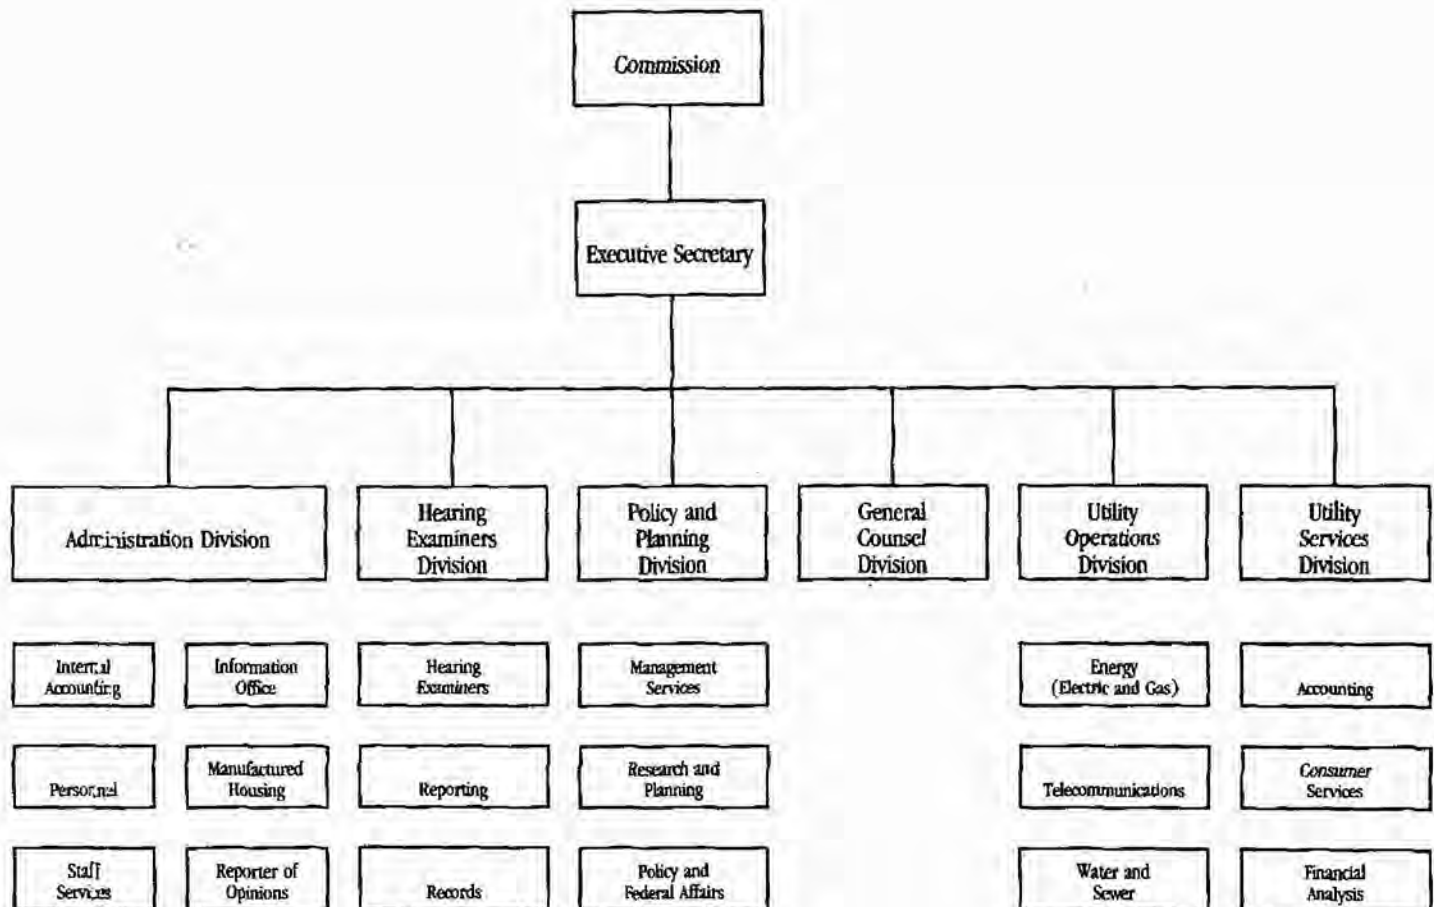 Commission
Executive Secretary
Administration Division
Hearing
Examiners
Division
Policy and
Planning
Division
General
Counsel
Division
Utility
Operations
Division
Utility
Services
Division
Internal
Accounting
Information
Office
Hearing
Examiners
Management
Services
Energy
(Electric and Gas)
Accounting
Personnel
Manufactured
Housing
Reporting
Research and
Planning
Telecommunications
Consumer
Services
Staff
Services
Reporter of
Opinions
Records
Policy and
Federal Affairs
Water and
Sewer
Financial
Analysis